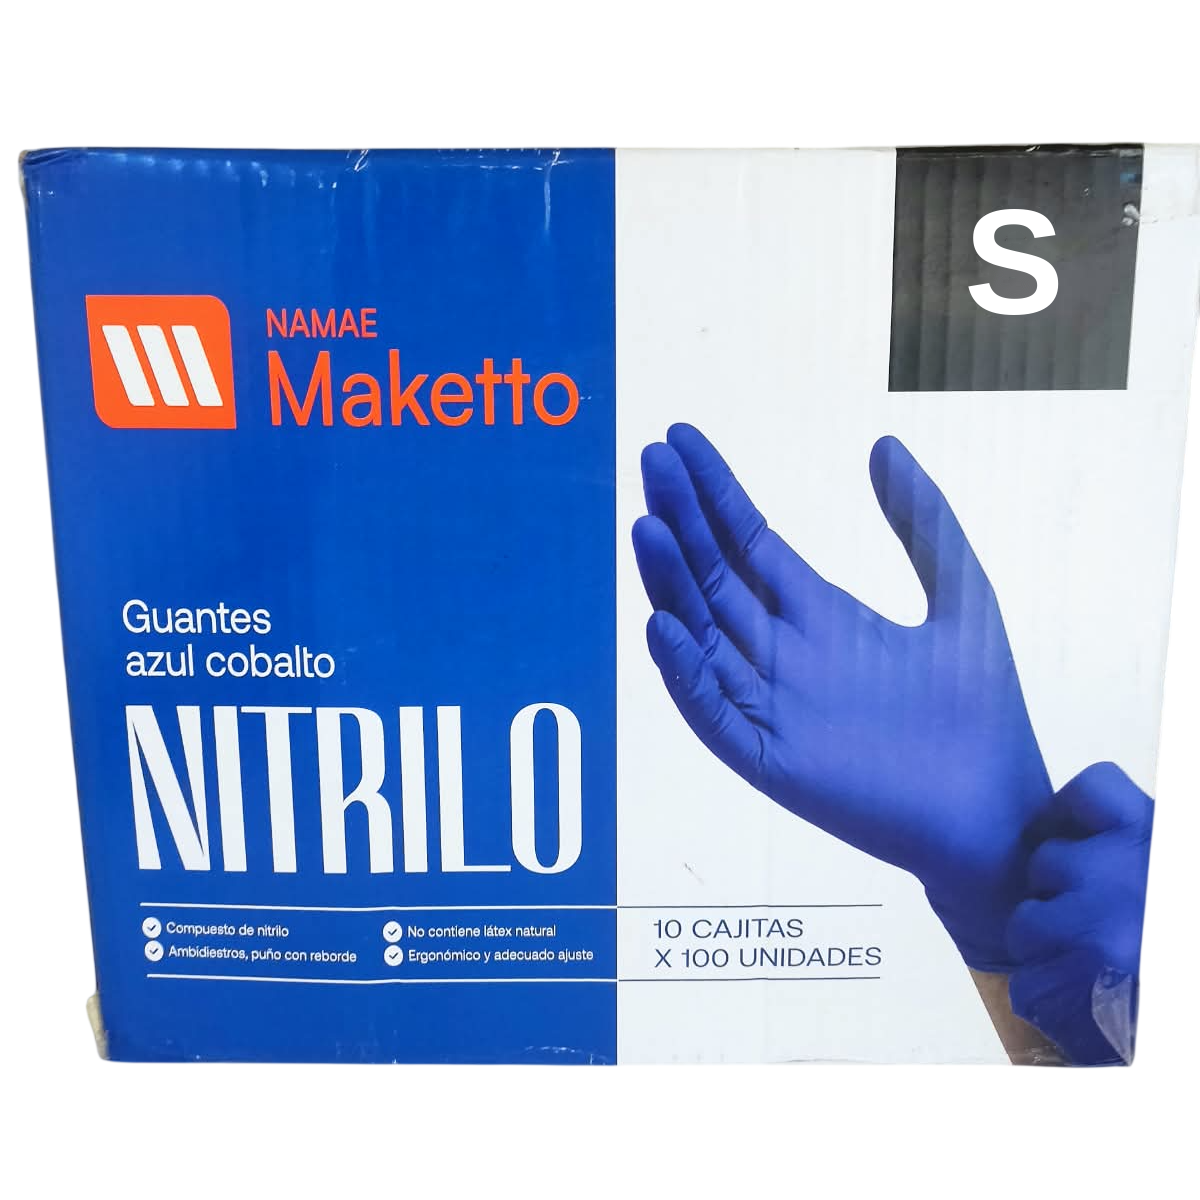 S
NAMAE
Maketto
Guantes
azul cobalto
NITRILO
Compuesto de nitrilo
No contiene látex natural
Ambidiestros, puño con reborde
Ergonómico y adecuado ajuste
10 CAJITAS
X 100 UNIDADES